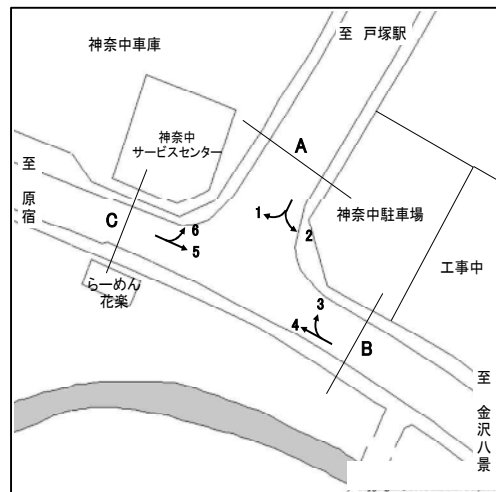 神奈中車庫
至 戸塚駅
神奈中
サービスセンター
A
至 原宿
C
1
2
神奈中駐車場
6
5
工事中
らーめん
花楽
3
4
B
至 金沢八景